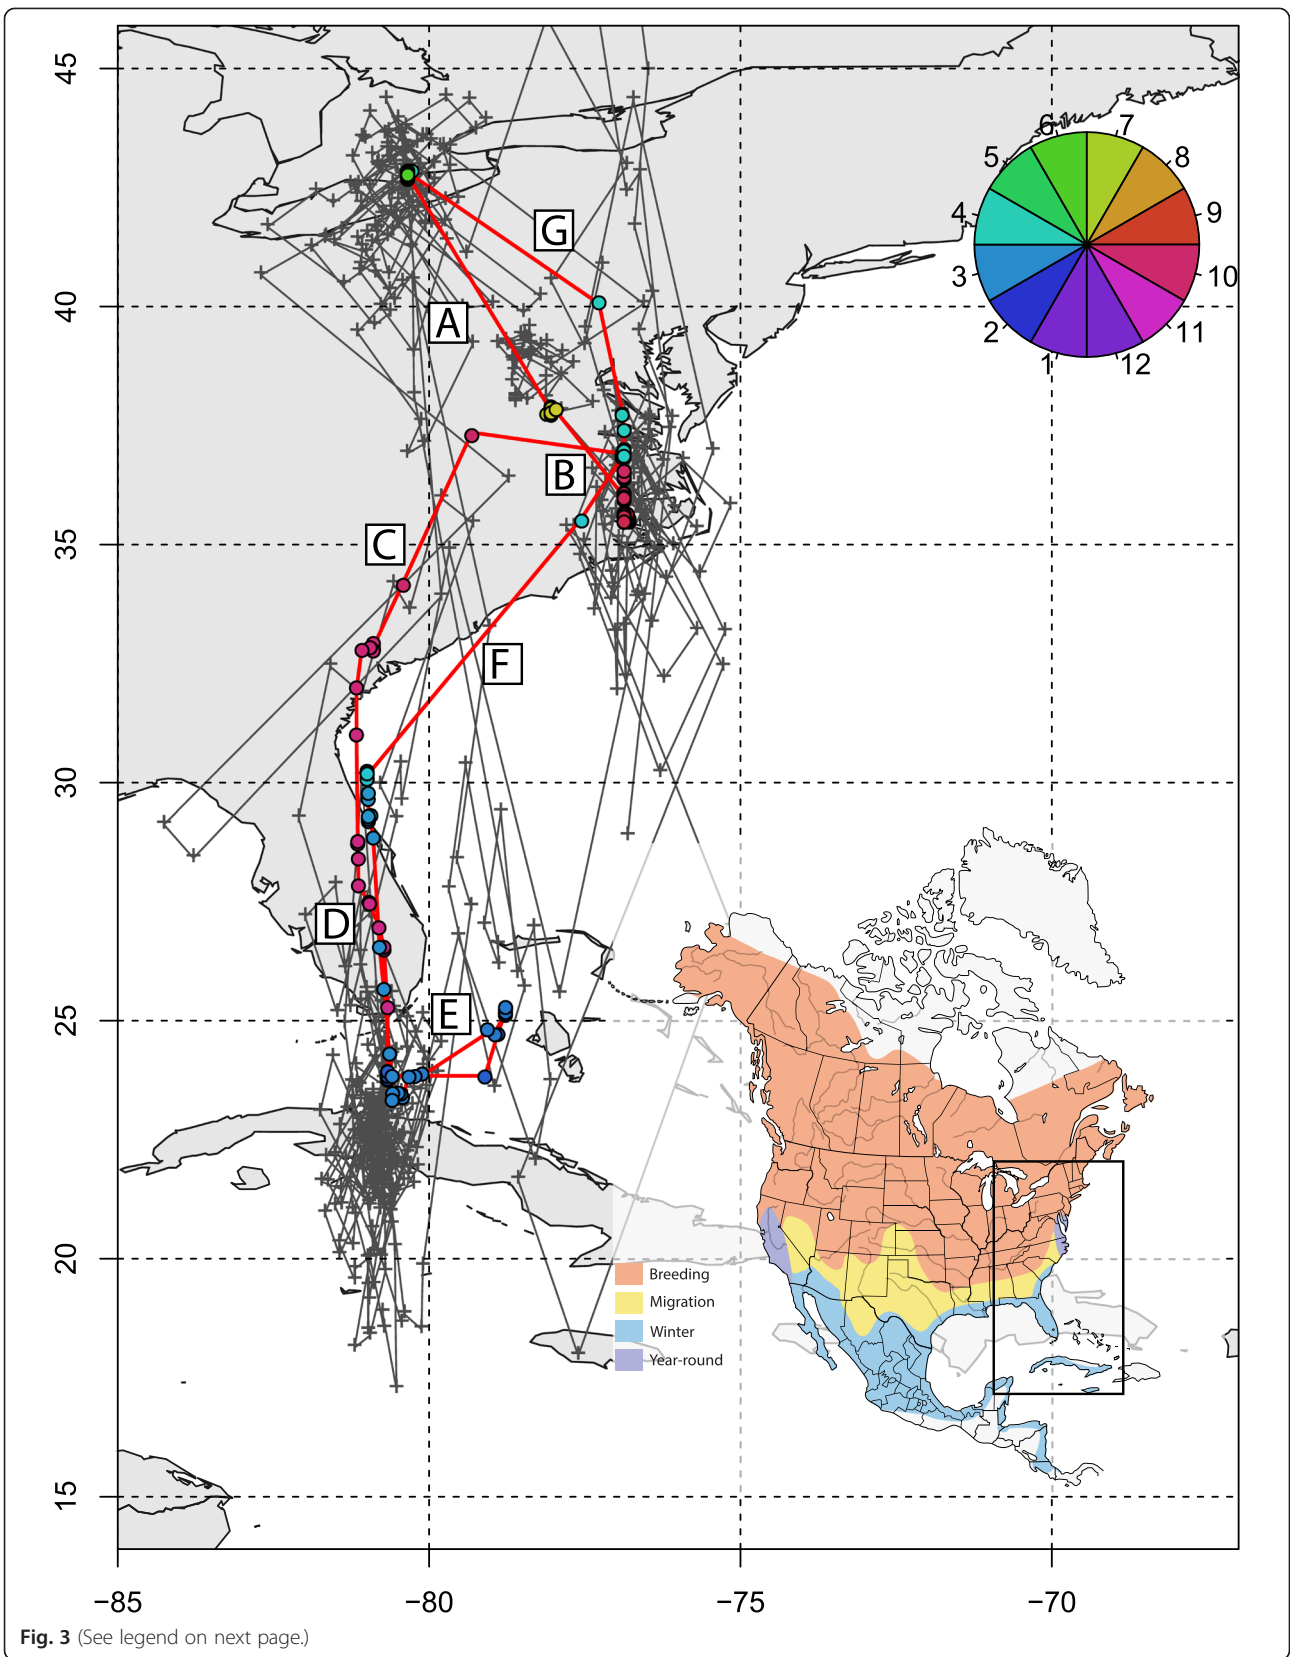 45
40
35
30
25
20
15
6
7
5
8
4
9
3
10
2
11
1
12
G
A
B
C
F
D
E
Breeding
Migration
Winter
Year-round
−85
−80
−75
−70
Fig. 3 (See legend on next page.)